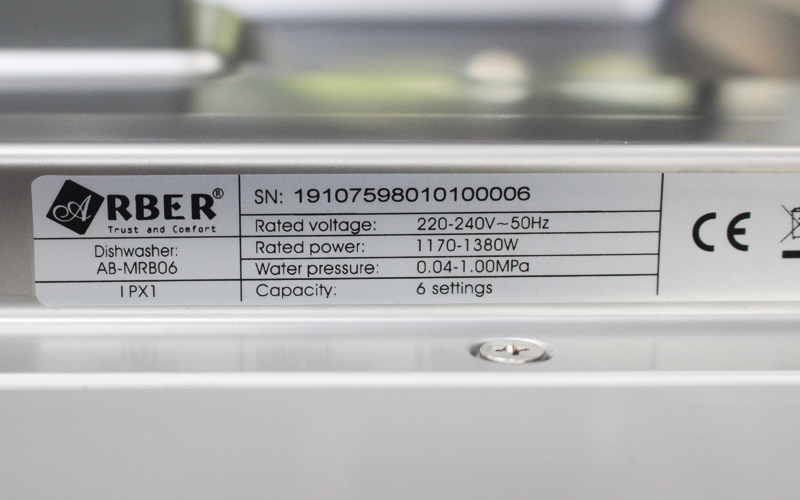 ARBER®
Trust and Comfort
Dishwasher:
AB-MRB06
IPX1
SN: 19107598010100006
Rated voltage: 220-240V~50Hz
Rated power: 1170-1380W
Water pressure: 0.04-1.00MPa
Capacity: 6 settings
CE